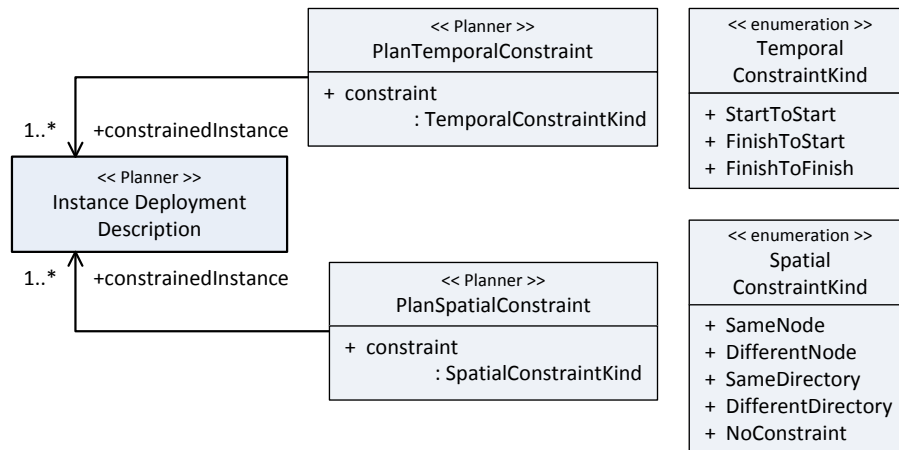 << Planner >>
PlanTemporalConstraint
+ constraint
: TemporalConstraintKind
<< enumeration >>
Temporal
ConstraintKind
+ StartToStart
+ FinishToStart
+ FinishToFinish
1..* +constrainedInstance
<< Planner >>
Instance Deployment
Description
1..* +constrainedInstance
<< Planner >>
PlanSpatialConstraint
+ constraint
: SpatialConstraintKind
<< enumeration >>
Spatial
ConstraintKind
+ SameNode
+ DifferentNode
+ SameDirectory
+ DifferentDirectory
+ NoConstraint